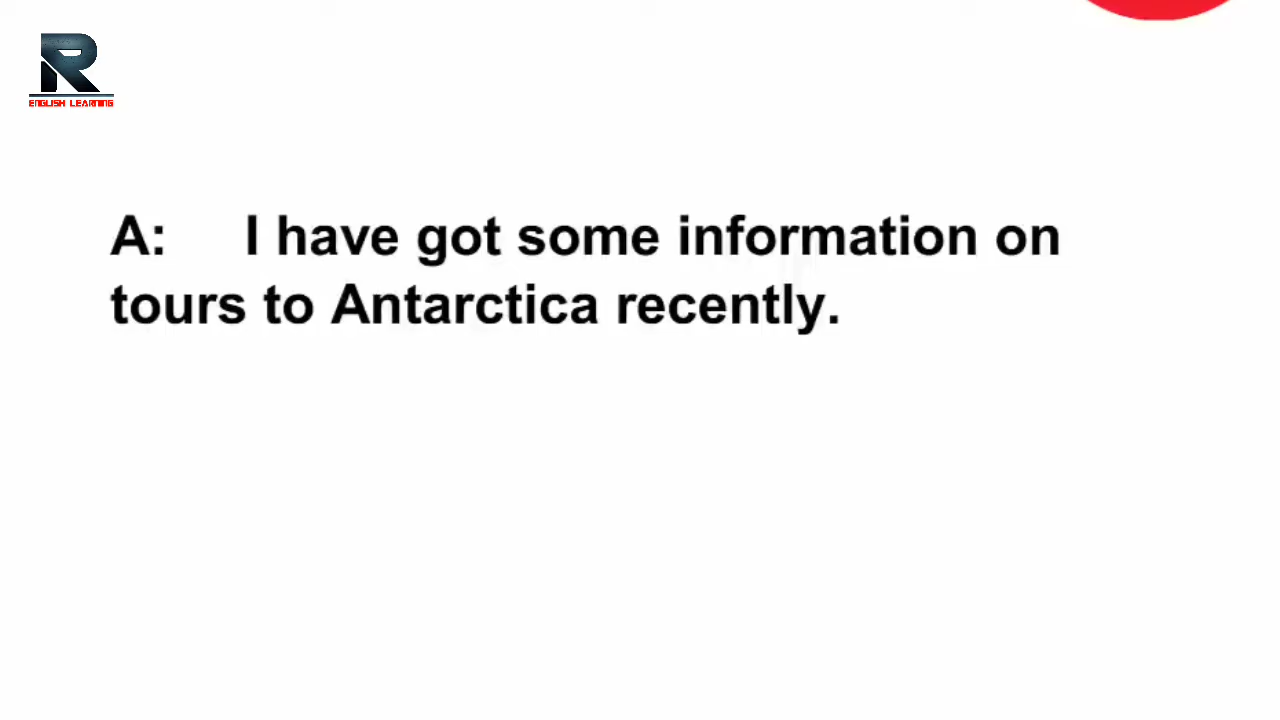 R
ENGLISH LEARNING
A: I have got some information on
tours to Antarctica recently.